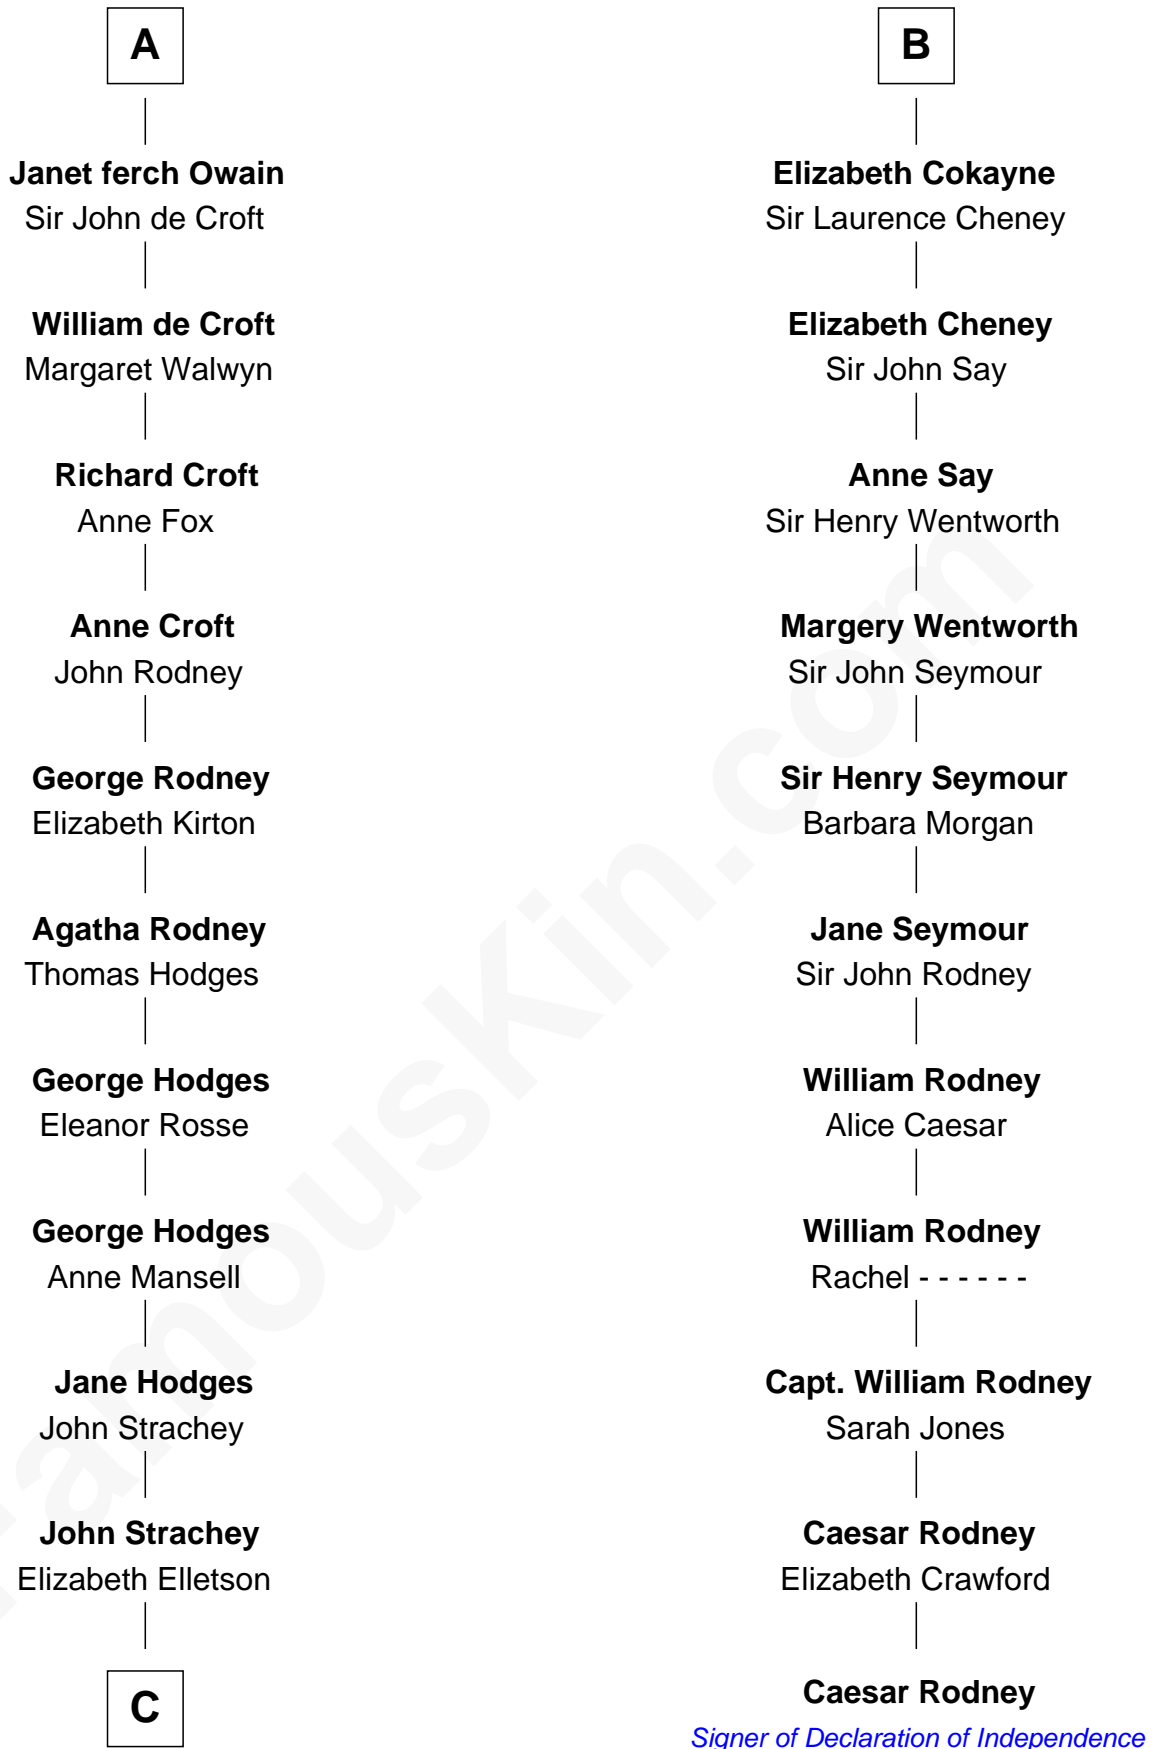 A
Janet ferch Owain
Sir John de Croft
William de Croft
Margaret Walwyn
Richard Croft
Anne Fox
Anne Croft
John Rodney
George Rodney
Elizabeth Kirton
Agatha Rodney
Thomas Hodges
George Hodges
Eleanor Rosse
George Hodges
Anne Mansell
Jane Hodges
John Strachey
John Strachey
Elizabeth Elletson
C
B
Elizabeth Cokayne
Sir Laurence Cheney
Elizabeth Cheney
Sir John Say
Anne Say
Sir Henry Wentworth
Margery Wentworth
Sir John Seymour
Sir Henry Seymour
Barbara Morgan
Jane Seymour
Sir John Rodney
William Rodney
Alice Caesar
William Rodney
Rachel - - - - - -
Capt. William Rodney
Sarah Jones
Caesar Rodney
Elizabeth Crawford
Caesar Rodney
Signer of Declaration of Independence
FamousKin.com